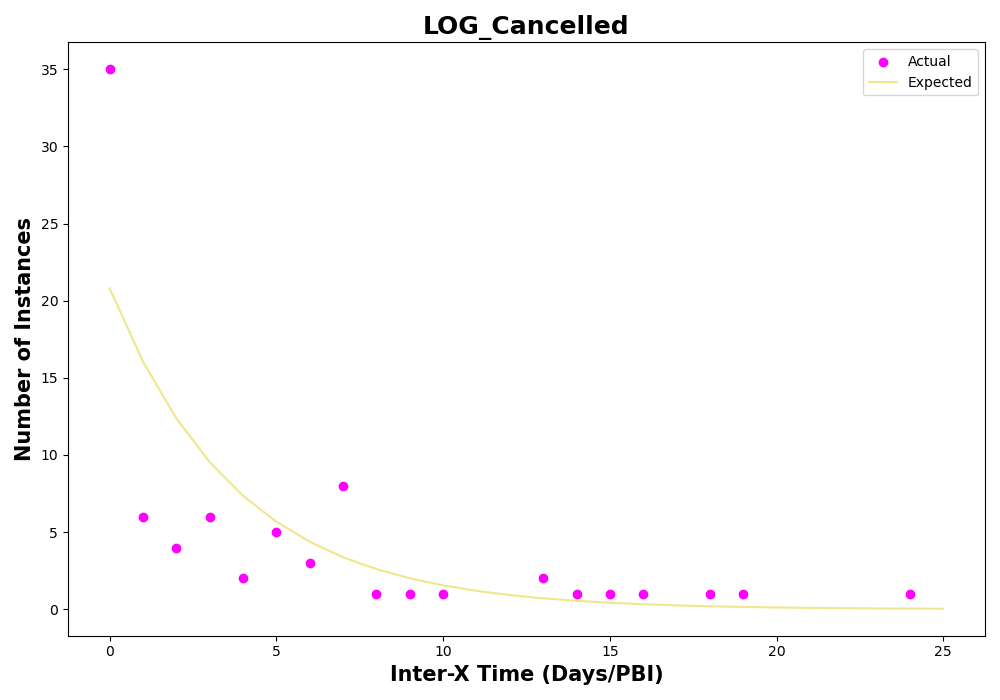 LOG_Cancelled
Actual
Expected
35
30
25
20
15
10
5
0
Number of Instances
0 5 10 15 20 25
Inter-X Time (Days/PBI)